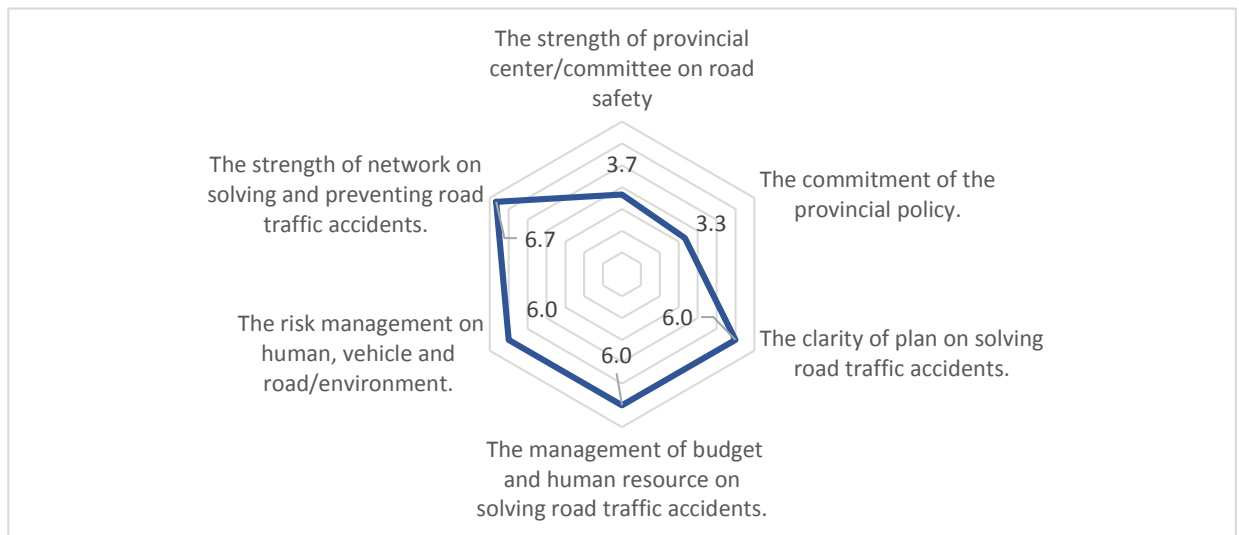 The strength of provincial
center/committee on road
safety
3.7
The commitment of the
provincial policy.
3.3
The clarity of plan on solving
road traffic accidents.
6.0
The management of budget
and human resource on
solving road traffic accidents.
6.0
The risk management on
human, vehicle and
road/environment.
6.0
The strength of network on
solving and preventing road
traffic accidents.
6.7